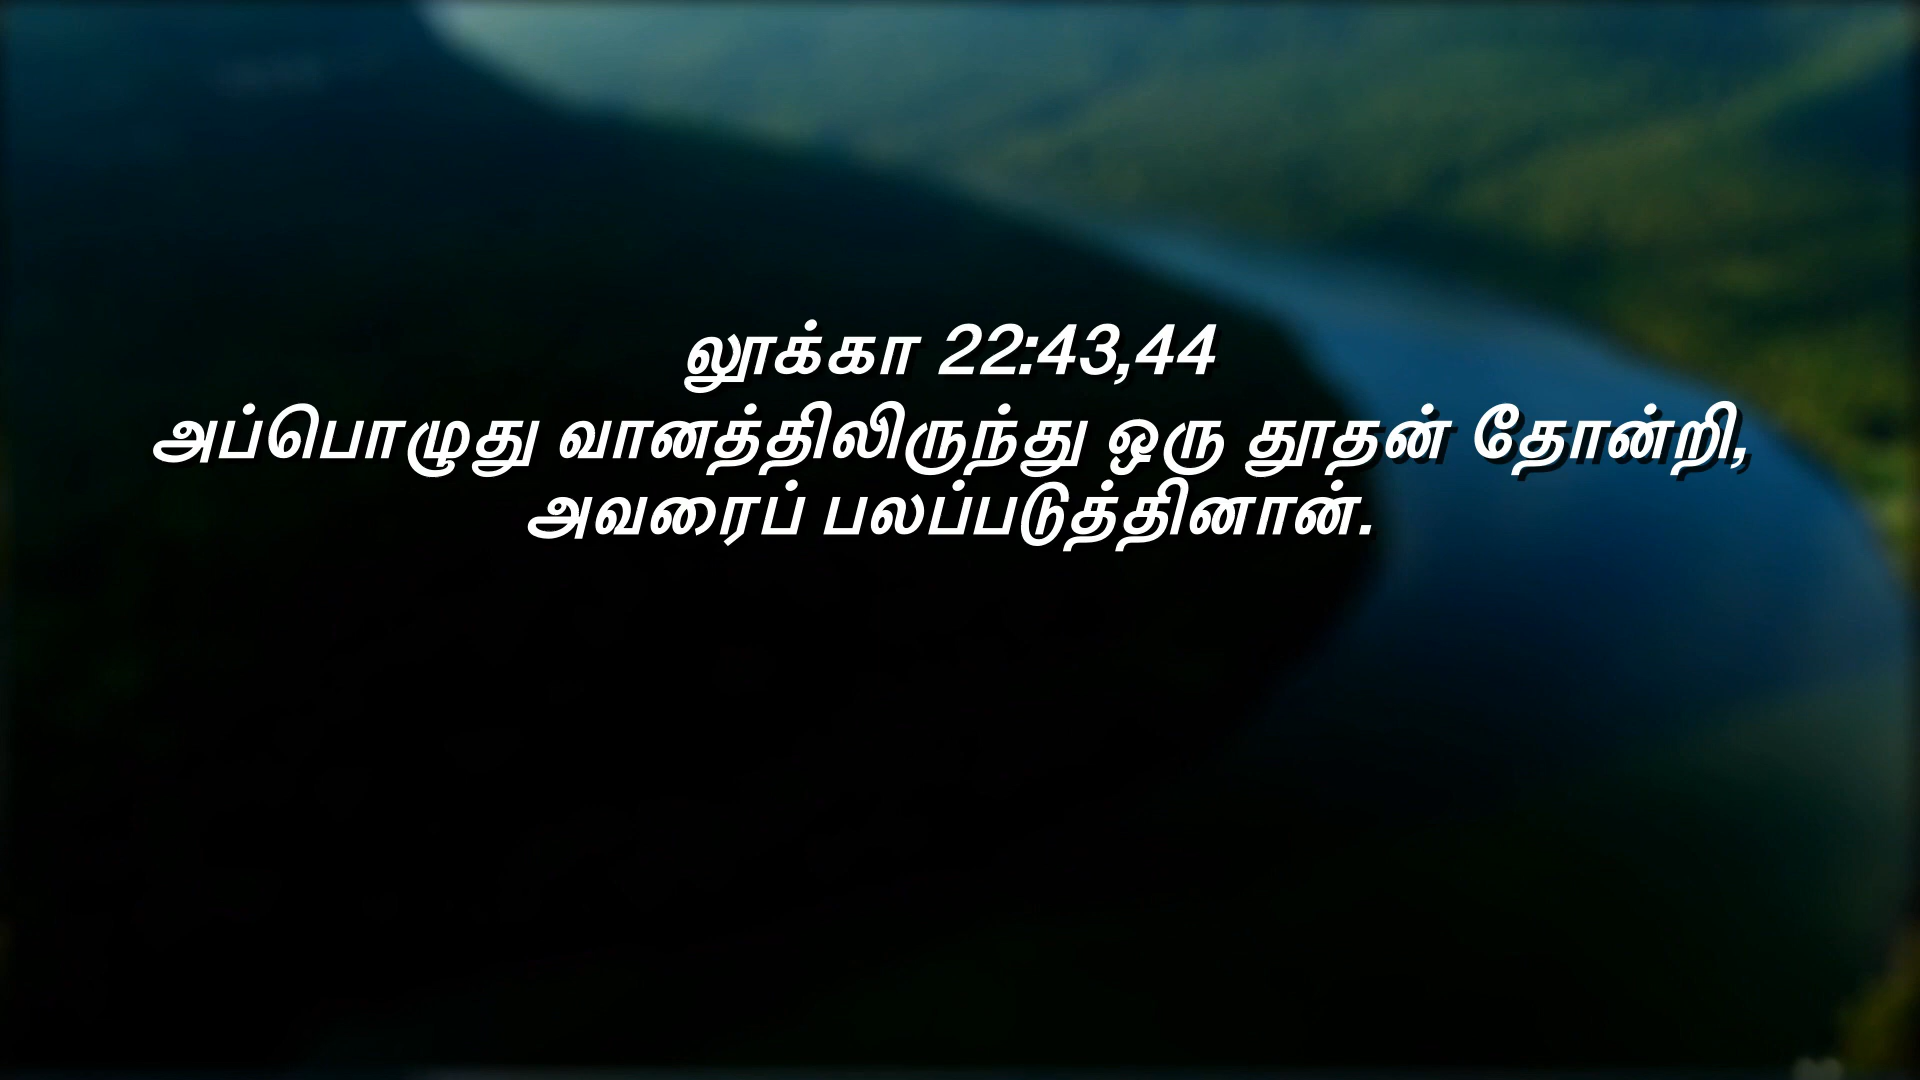 லூக்கா 22:43,44
அப்பொழுது வானத்திலிருந்து ஒரு தூதன் தோன்றி,
அவரைப் பலப்படுத்தினான்.